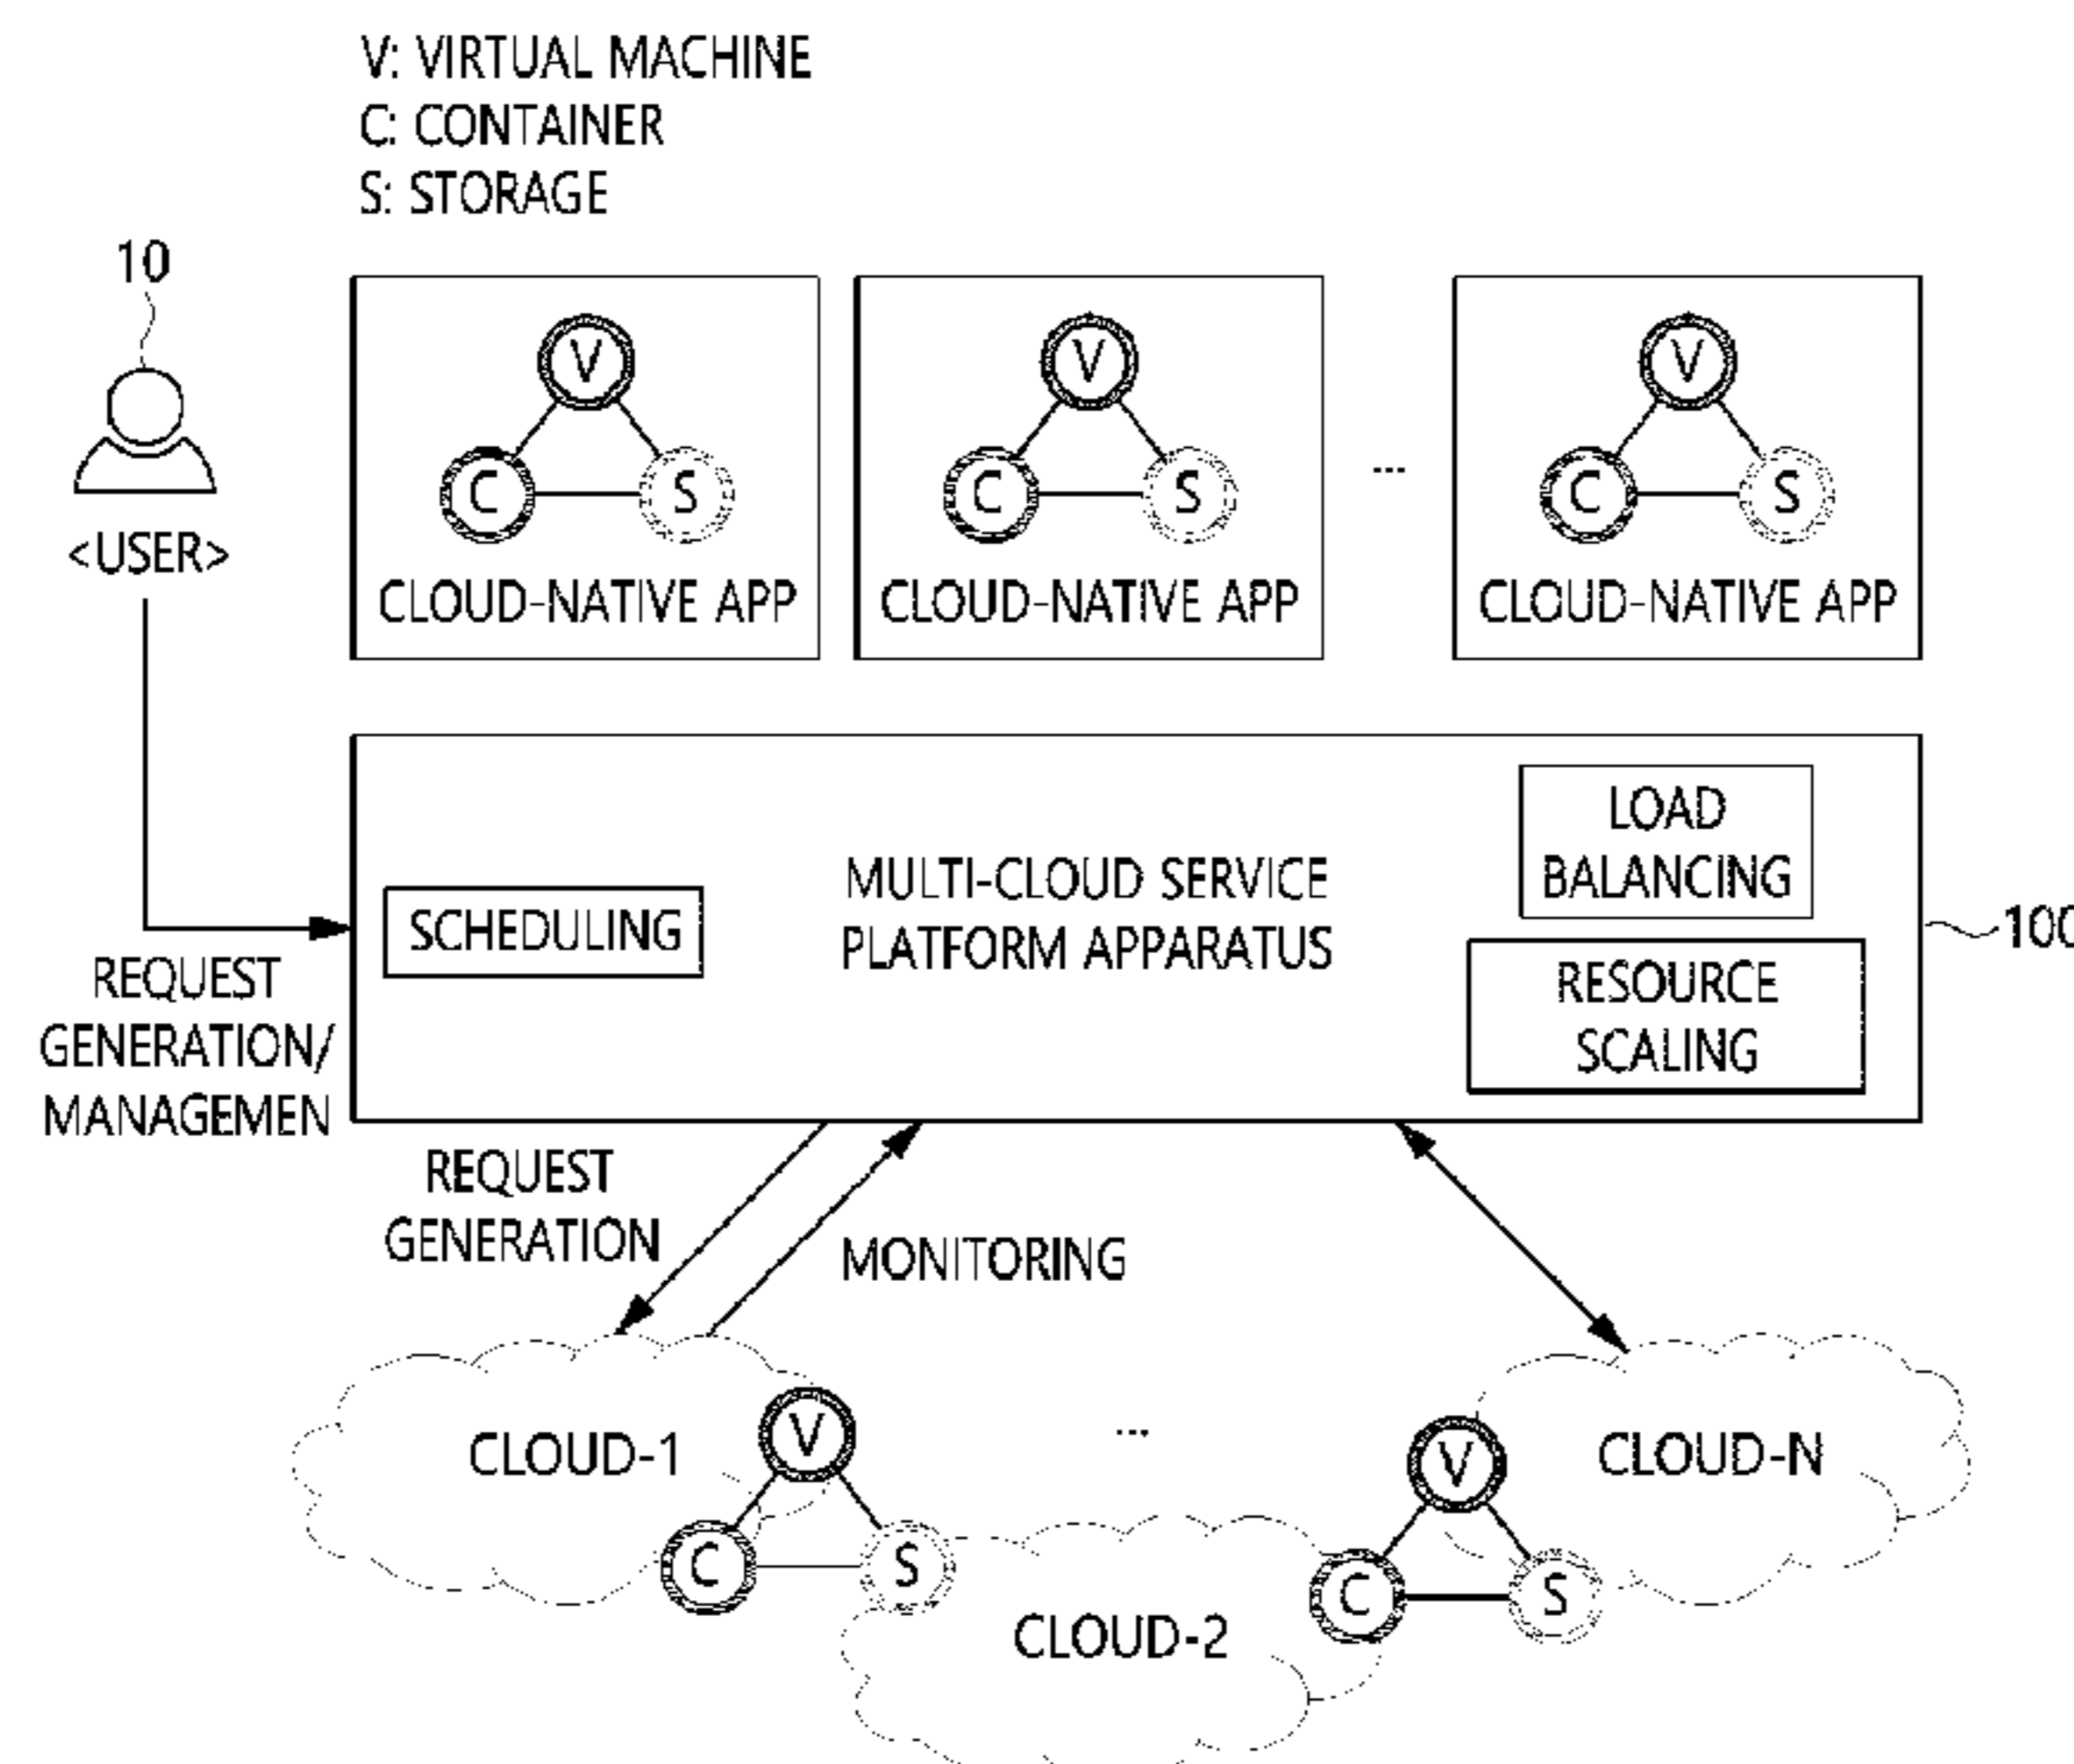 V: VIRTUAL MACHINE
C: CONTAINER
S: STORAGE
10
<USER>
V
C
S
CLOUD-NATIVE APP
V
C
S
CLOUD-NATIVE APP
...
V
C
S
CLOUD-NATIVE APP
REQUEST
GENERATION/
MANAGEMEN
SCHEDULING
MULTI-CLOUD SERVICE
PLATFORM APPARATUS
LOAD
BALANCING
RESOURCE
SCALING
100
REQUEST
GENERATION
MONITORING
CLOUD-1
V
C
S
...
CLOUD-2
V
C
S
CLOUD-N